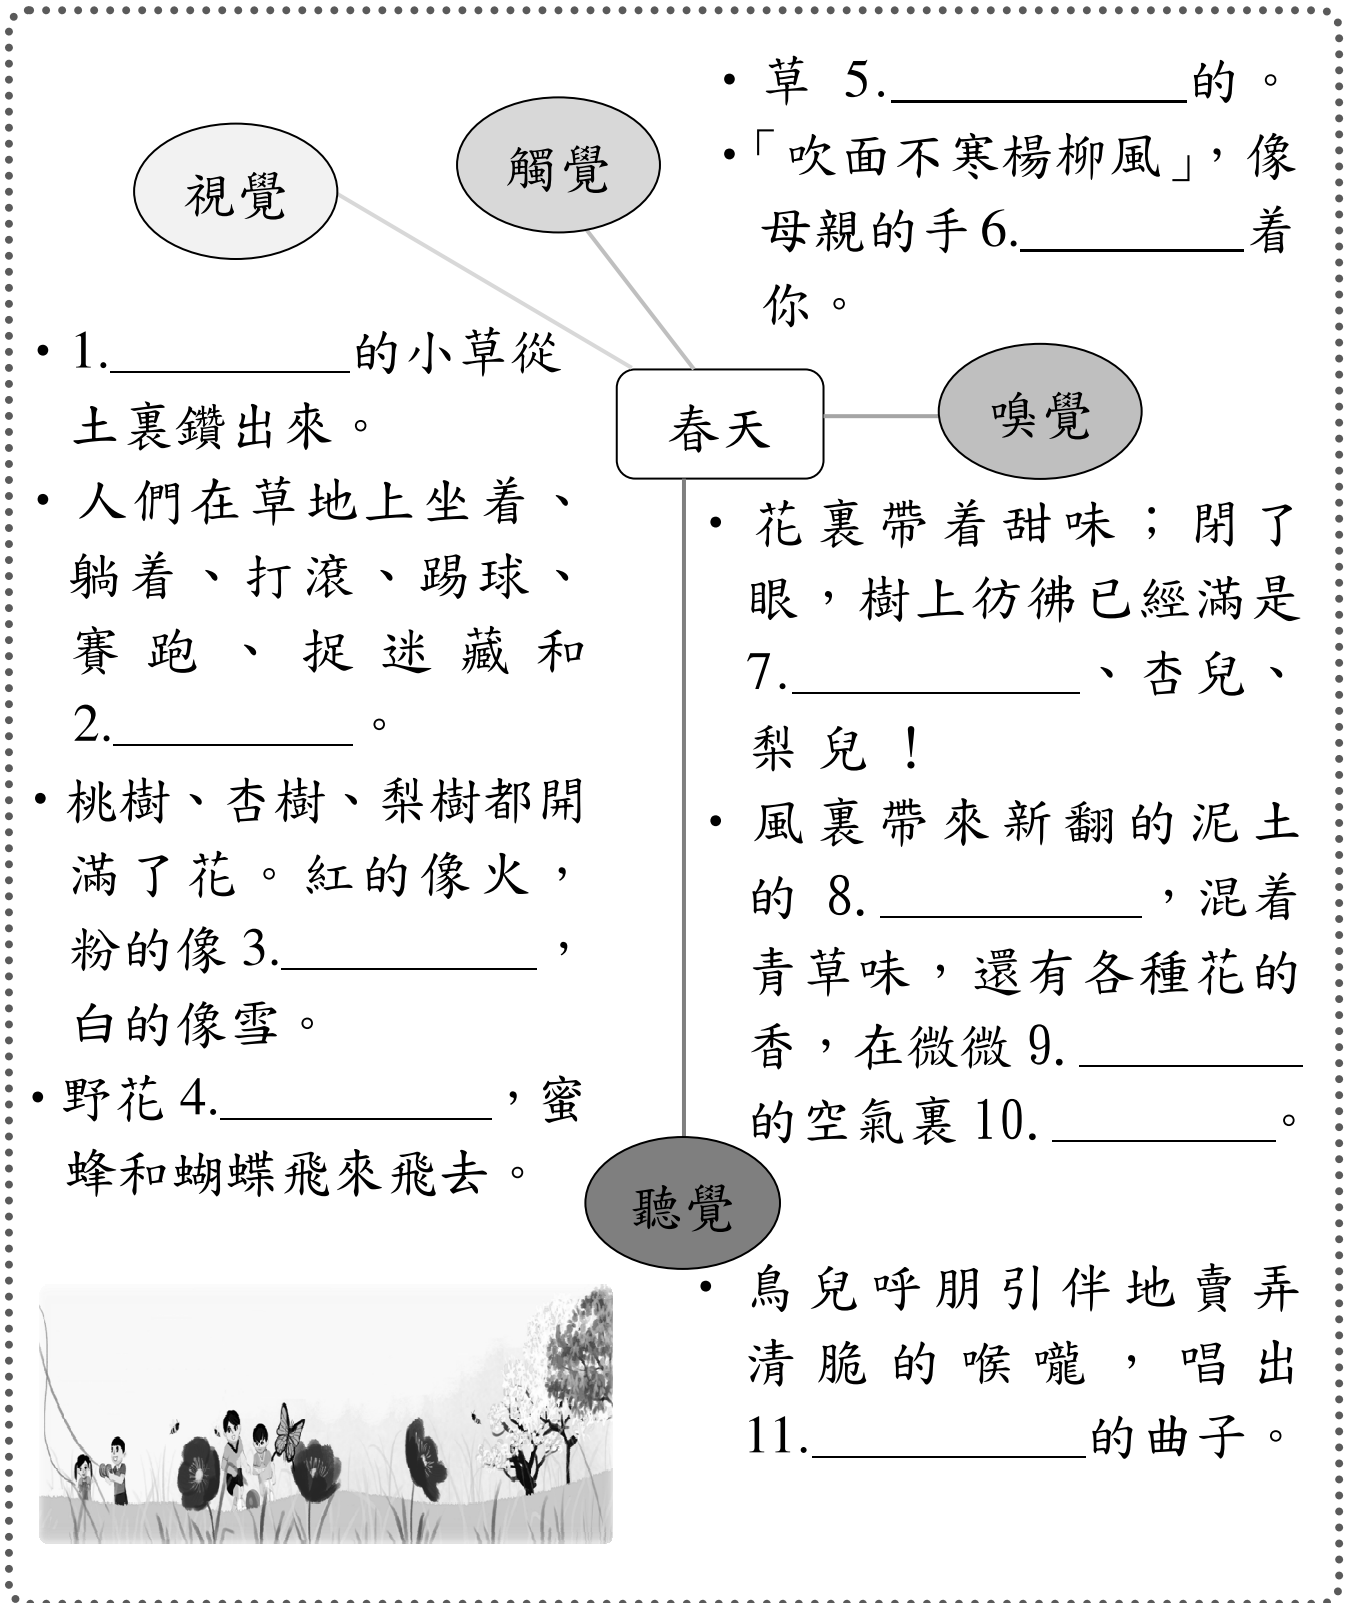 視覺
• 1.__________的小草從
土裏鑽出來。
• 人們在草地上坐着、
躺着、打滾、踢球、
賽跑、捉迷藏和
2.__________。
• 桃樹、杏樹、梨樹都開
滿了花。紅的像火，
粉的像 3.__________，
白的像雪。
• 野花 4.__________，蜜
蜂和蝴蝶飛來飛去。
觸覺
• 草 5.__________的。
•「吹面不寒楊柳風」，像
母親的手 6.__________着
你。
春天
嗅覺
• 花裏帶着甜味；閉了
眼，樹上彷彿已經滿是
7.__________、杏兒、
梨兒！
• 風裏帶來新翻的泥土
的 8. __________，混着
青草味，還有各種花的
香，在微微 9. __________
的空氣裏 10. __________。
聽覺
• 鳥兒呼朋引伴地賣弄
清脆的喉嚨，唱出
11.__________的曲子。